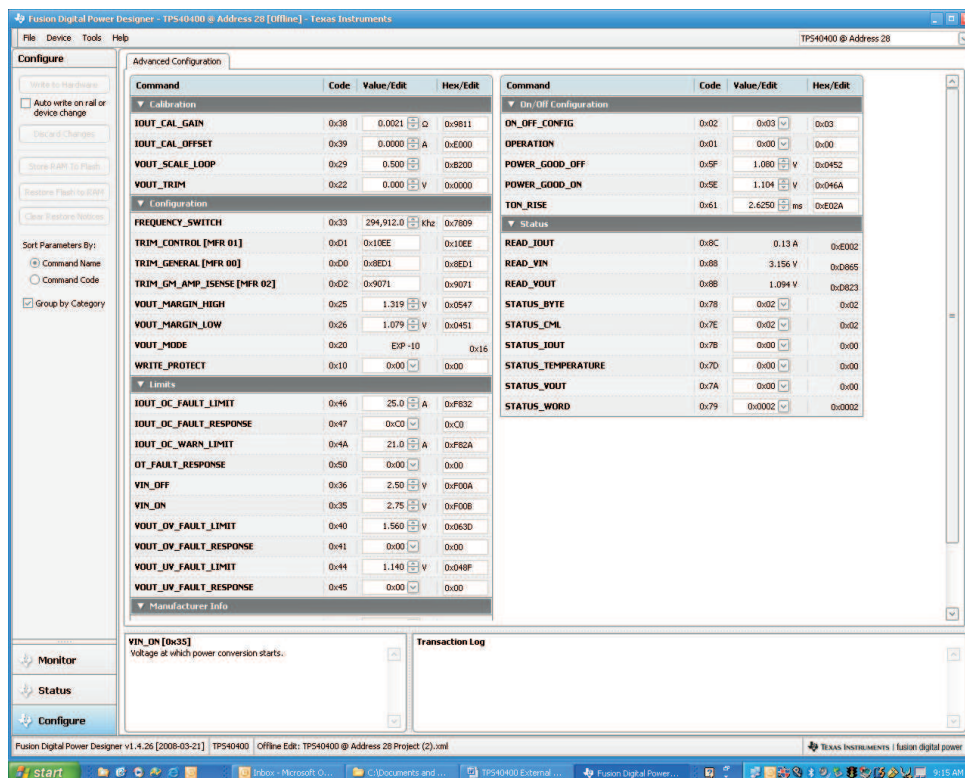 Fusion Digital Power Designer - TPS40400 @ Address 28 [Offline] - Texas Instruments
File Device Tools Help
TPS40400 @ Address 28
Configure
Write to Hardware
Auto write on rail or device change
Discard Changes
Store RAM To Flash
Restore Flash to RAM
Clear Restore Notices
Sort Parameters By:
Command Name
Command Code
Group by Category
Advanced Configuration
Command Code Value/Edit Hex/Edit
Calibration
IOUT_CAL_GAIN 0x38 0.0021 Ω 0x9811
IOUT_CAL_OFFSET 0x39 0.0000 A 0xE000
VOUT_SCALE_LOOP 0x29 0.500 0xB200
VOUT_TRIM 0x22 0.000 V 0x0000
Configuration
FREQUENCY_SWITCH 0x33 294,912.0 Khz 0x7809
TRIM_CONTROL [MFR 01] 0xD1 0x10EE 0x10EE
TRIM_GENERAL [MFR 00] 0xD0 0x8ED1 0x8ED1
TRIM_GM_AMP_ISENSE [MFR 02] 0xD2 0x9071 0x9071
VOUT_MARGIN_HIGH 0x25 1.319 V 0x0547
VOUT_MARGIN_LOW 0x26 1.079 V 0x0451
VOUT_MODE 0x20 EXP -10 0x16
WRITE_PROTECT 0x10 0x00 0x00
Limits
IOUT_OC_FAULT_LIMIT 0x46 25.0 A 0xF832
IOUT_OC_FAULT_RESPONSE 0x47 0xC0 0xC0
IOUT_OC_WARN_LIMIT 0x4A 21.0 A 0xF82A
OT_FAULT_RESPONSE 0x50 0x00 0x00
VIN_OFF 0x36 2.50 V 0xF00A
VIN_ON 0x35 2.75 V 0xF00B
VOUT_OV_FAULT_LIMIT 0x40 1.560 V 0x063D
VOUT_OV_FAULT_RESPONSE 0x41 0x00 0x00
VOUT_UV_FAULT_LIMIT 0x44 1.140 V 0x048F
VOUT_UV_FAULT_RESPONSE 0x45 0x00 0x00
Manufacturer Info
Command Code Value/Edit Hex/Edit
On/Off Configuration
ON_OFF_CONFIG 0x02 0x03 0x03
OPERATION 0x01 0x00 0x00
POWER_GOOD_OFF 0x5F 1.080 V 0x0452
POWER_GOOD_ON 0x5E 1.104 V 0x046A
TON_RISE 0x61 2.6250 ms 0xE02A
Status
READ_IOUT 0x8C 0.13 A 0xE002
READ_VIN 0x88 3.156 V 0xD865
READ_VOUT 0x8B 1.094 V 0xD823
STATUS_BYTE 0x78 0x02 0x02
STATUS_CML 0x7E 0x02 0x02
STATUS_IOUT 0x7B 0x00 0x00
STATUS_TEMPERATURE 0x7D 0x00 0x00
STATUS_VOUT 0x7A 0x00 0x00
STATUS_WORD 0x79 0x0002 0x0002
Monitor
Status
Configure
VIN_ON [0x35]
Voltage at which power conversion starts.
Transaction Log
Fusion Digital Power Designer v1.4.26 [2008-03-21] TPS40400 Offline Edit: TPS40400 @ Address 28 Project (2).xml
TEXAS INSTRUMENTS | fusion digital power
start Inbox - Microsoft O... C:\Documents and ... TPS40400 External ... Fusion Digital Power... 9:15 AM